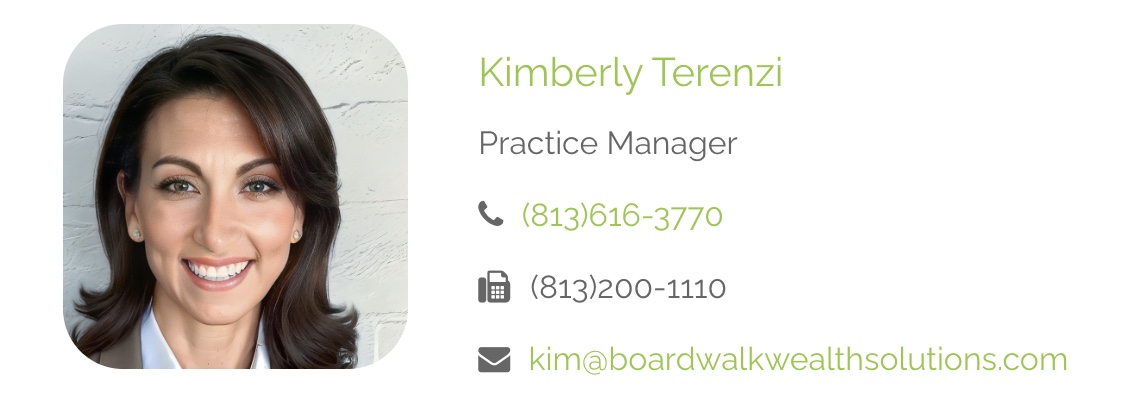 Kimberly Terenzi
Practice Manager
(813)616-3770
(813)200-1110
kim@boardwalkwealthsolutions.com